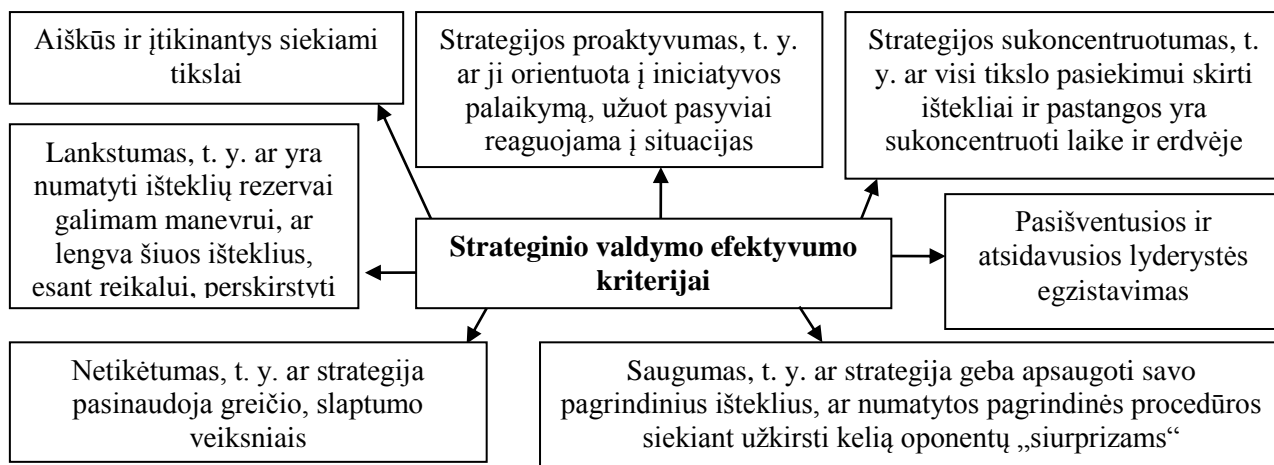 Aiškūs ir įtikinantys siekiami
tikslai
Strategijos proaktyvumas, t. y.
ar ji orientuota į iniciatyvos
palaikymą, užuot pasyviai
reaguojama į situacijas
Strategijos sukoncentruotumas, t.
y. ar visi tikslo pasiekimui skirti
ištekliai ir pastangos yra
sukoncentruoti laike ir erdvėje
Lankstumas, t. y. ar yra
numatyti išteklių rezervai
galimam manevrui, ar
lengva šiuos išteklius,
esant reikalui, perskirstyti
Strateginio valdymo efektyvumo
kriterijai
Pasišventusios ir
atsidavusios lyderystės
egzistavimas
Netikėtumas, t. y. ar strategija
pasinaudoja greičio, slaptumo
veiksniais
Saugumas, t. y. ar strategija geba apsaugoti savo
pagrindinius išteklius, ar numatytos pagrindinės procedūros
siekiant užkirsti kelią oponentų „siurprizams“